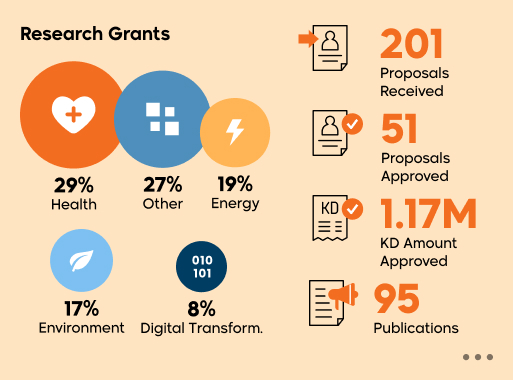 Research Grants
29%
Health
27%
Other
19%
Energy
17%
Environment
010
101
8%
Digital Transform.
201
Proposals
Received
51
Proposals
Approved
KD
1.17M
KD Amount
Approved
95
Publications